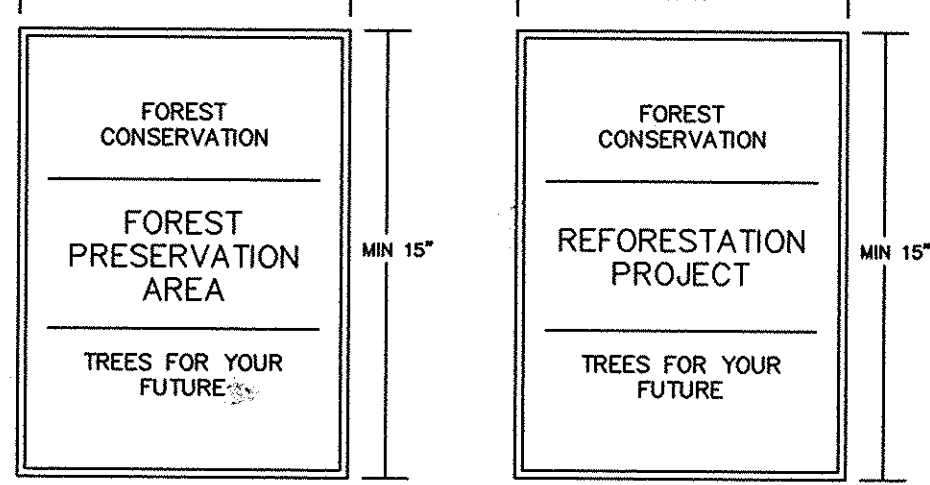 FOREST
CONSERVATION
FOREST
PRESERVATION
AREA
TREES FOR YOUR
FUTURE
MIN 15"
FOREST
CONSERVATION
REFORESTATION
PROJECT
TREES FOR YOUR
FUTURE
MIN 15"